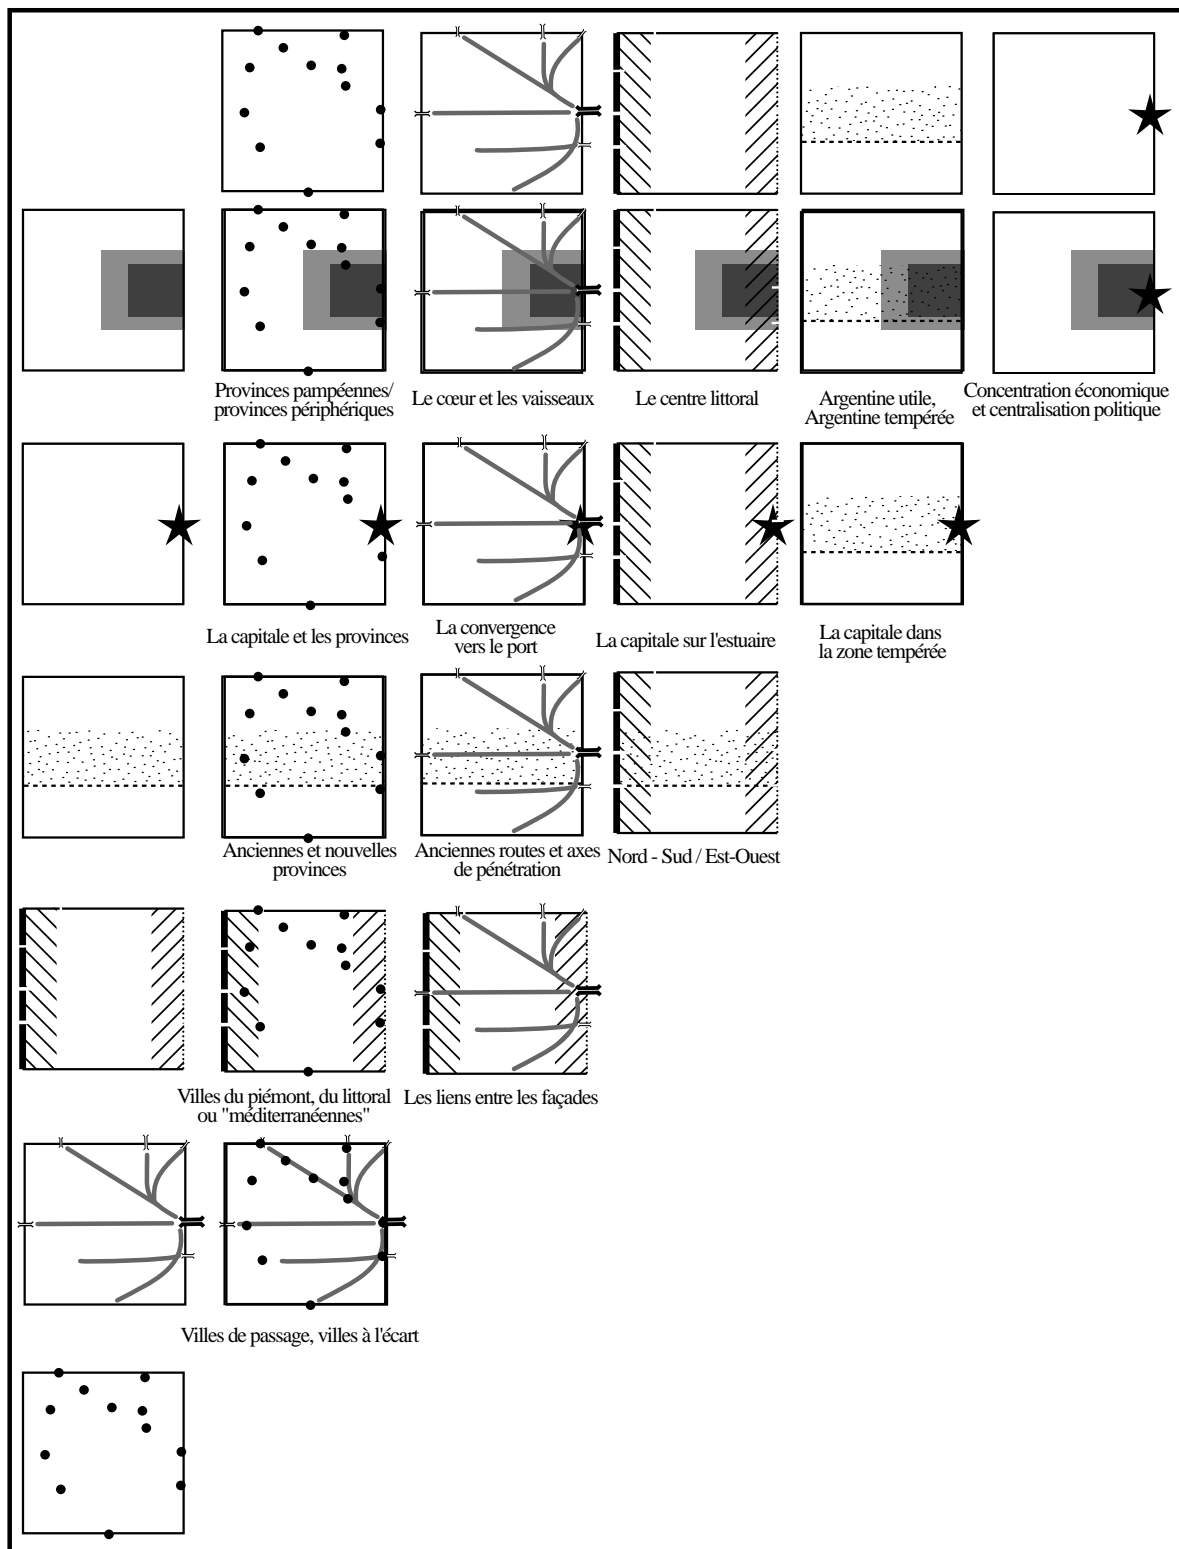 Provinces pampéennes/
provinces périphériques
Le cœur et les vaisseaux
Le centre littoral
Argentine utile,
Argentine tempérée
Concentration économique
et centralisation politique
La capitale et les provinces
La convergence
vers le port
La capitale sur l'estuaire
La capitale dans
la zone tempérée
Anciennes et nouvelles
provinces
Anciennes routes et axes
de pénétration
Nord - Sud / Est-Ouest
Villes du piémont, du littoral
ou "méditerranéennes"
Les liens entre les façades
Villes de passage, villes à l'écart